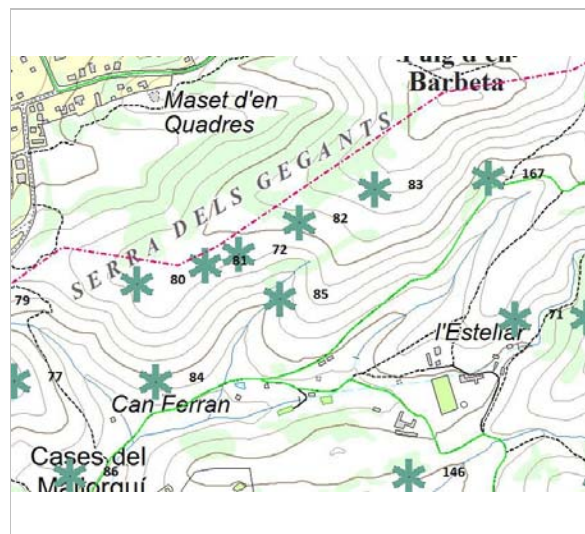 Puig d'en
Barbeta
Maset d'en
Quadres
SERRA DELS GEGANTS
83
167
82
72
81
80
85
79
l'Estellar
71
77
84
Can Ferran
Cases del
86
Mallorquí
146